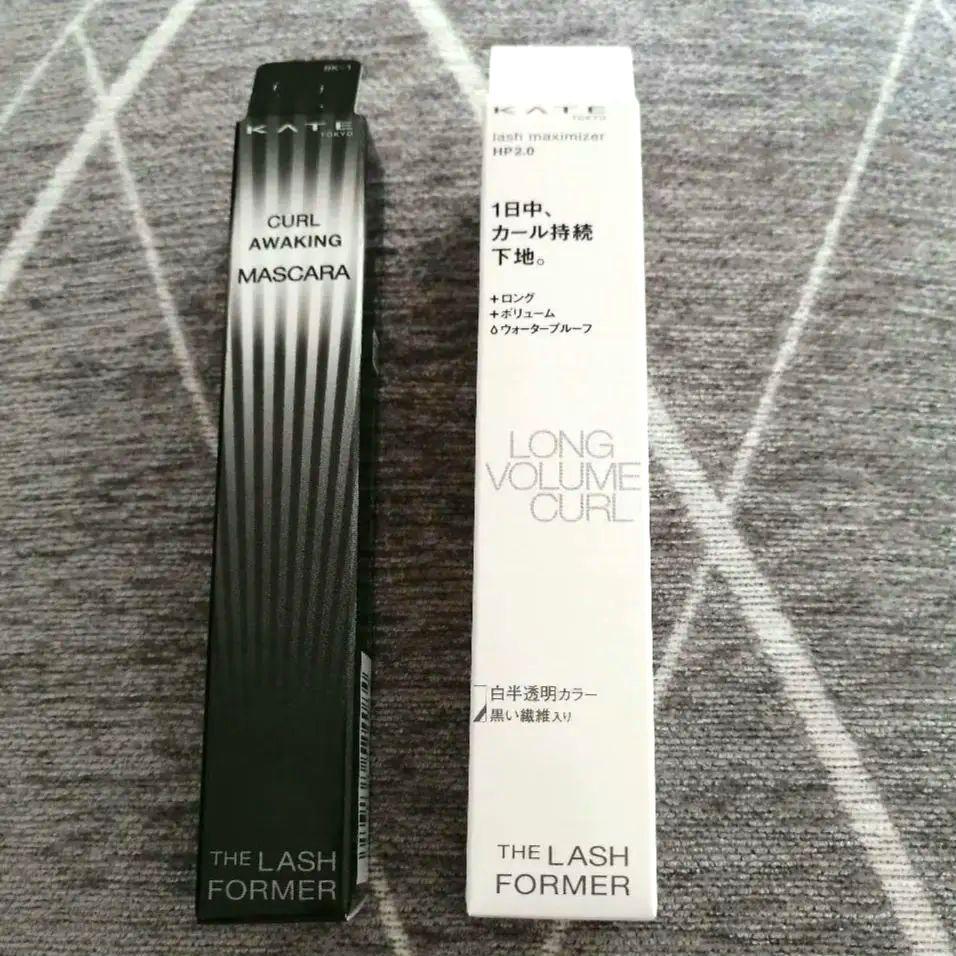 BK-1
KATE
TOKYO
CURL
AWAKING
MASCARA
THE LASH
FORMER
KATE
TOKYO
lash maximizer
HP2.0
1日中、
カール持続
下地。
+ロング
+ボリューム
ウォータープルーフ
LONG
VOLUME
CURL
白半透明カラー
黒い繊維入り
THE LASH
FORMER